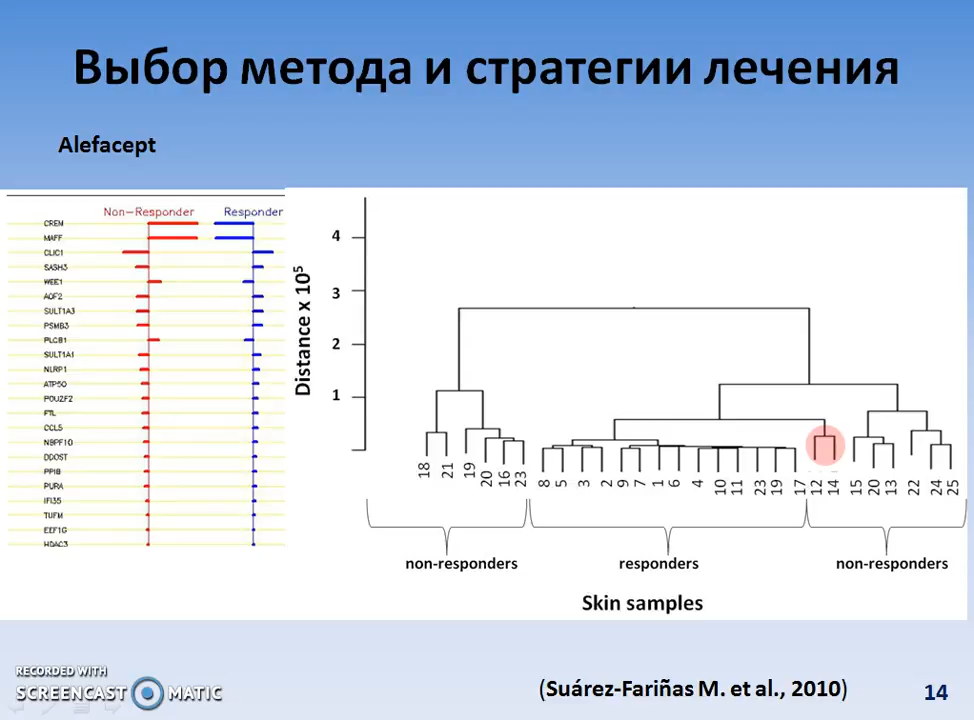 Выбор метода и стратегии лечения
Alefacept
Non-Responder Responder
CREM
MAFF
CLIC1
SASH3
WEE1
AOF2
SULT1A3
PSMB3
PLCB1
SULT1A1
NLRP1
ATP5O
POU2F2
FTL
CCL5
NBPF10
DDOST
PPIB
PURA
IFI35
TUFM
EEF1G
HDAC3
Distance x 10⁵
4
3
2
1
18 21 19 20 16 23 8 5 3 2 9 7 1 6 4 10 11 23 19 17 12 14 15 20 13 22 24 25
non-responders responders non-responders
Skin samples
RECORDED WITH
SCREENCAST MATIC
(Suárez-Fariñas M. et al., 2010)
14